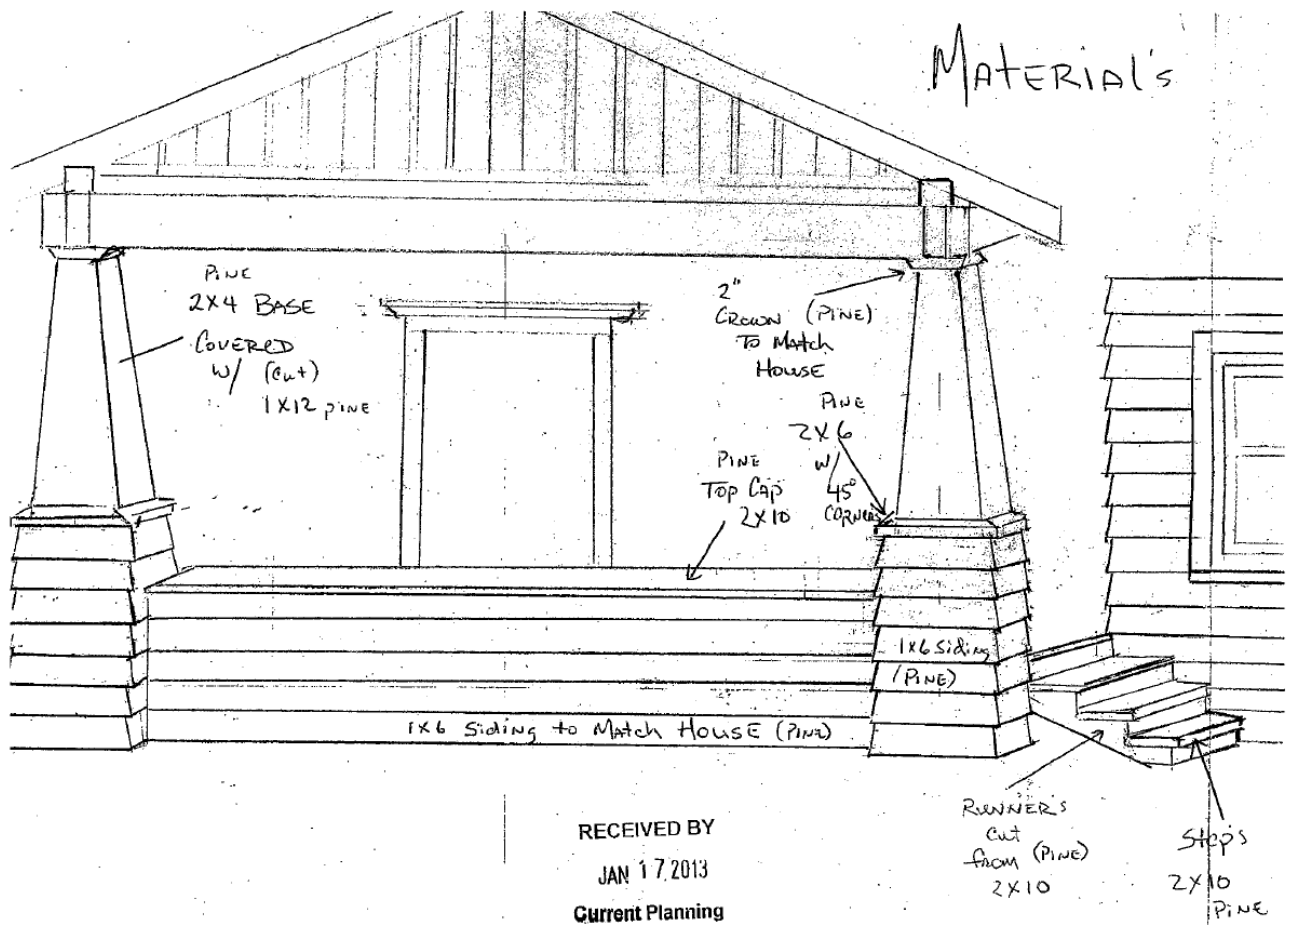 MATERIAL'S
PINE
2X4 BASE
COVERED
W/ (cut)
1X12 PINE
2"
CROWN (PINE)
TO MATCH
HOUSE
PINE
2X6
W/
45°
CORNERS
PINE
TOP CAP
2X10
1X6 Siding
(PINE)
1X6 Siding to MATCH HOUSE (PINE)
RUNNER'S
cut
from (PINE)
2X10
Steps
2X10
PINE
RECEIVED BY
JAN 17 2013
Current Planning